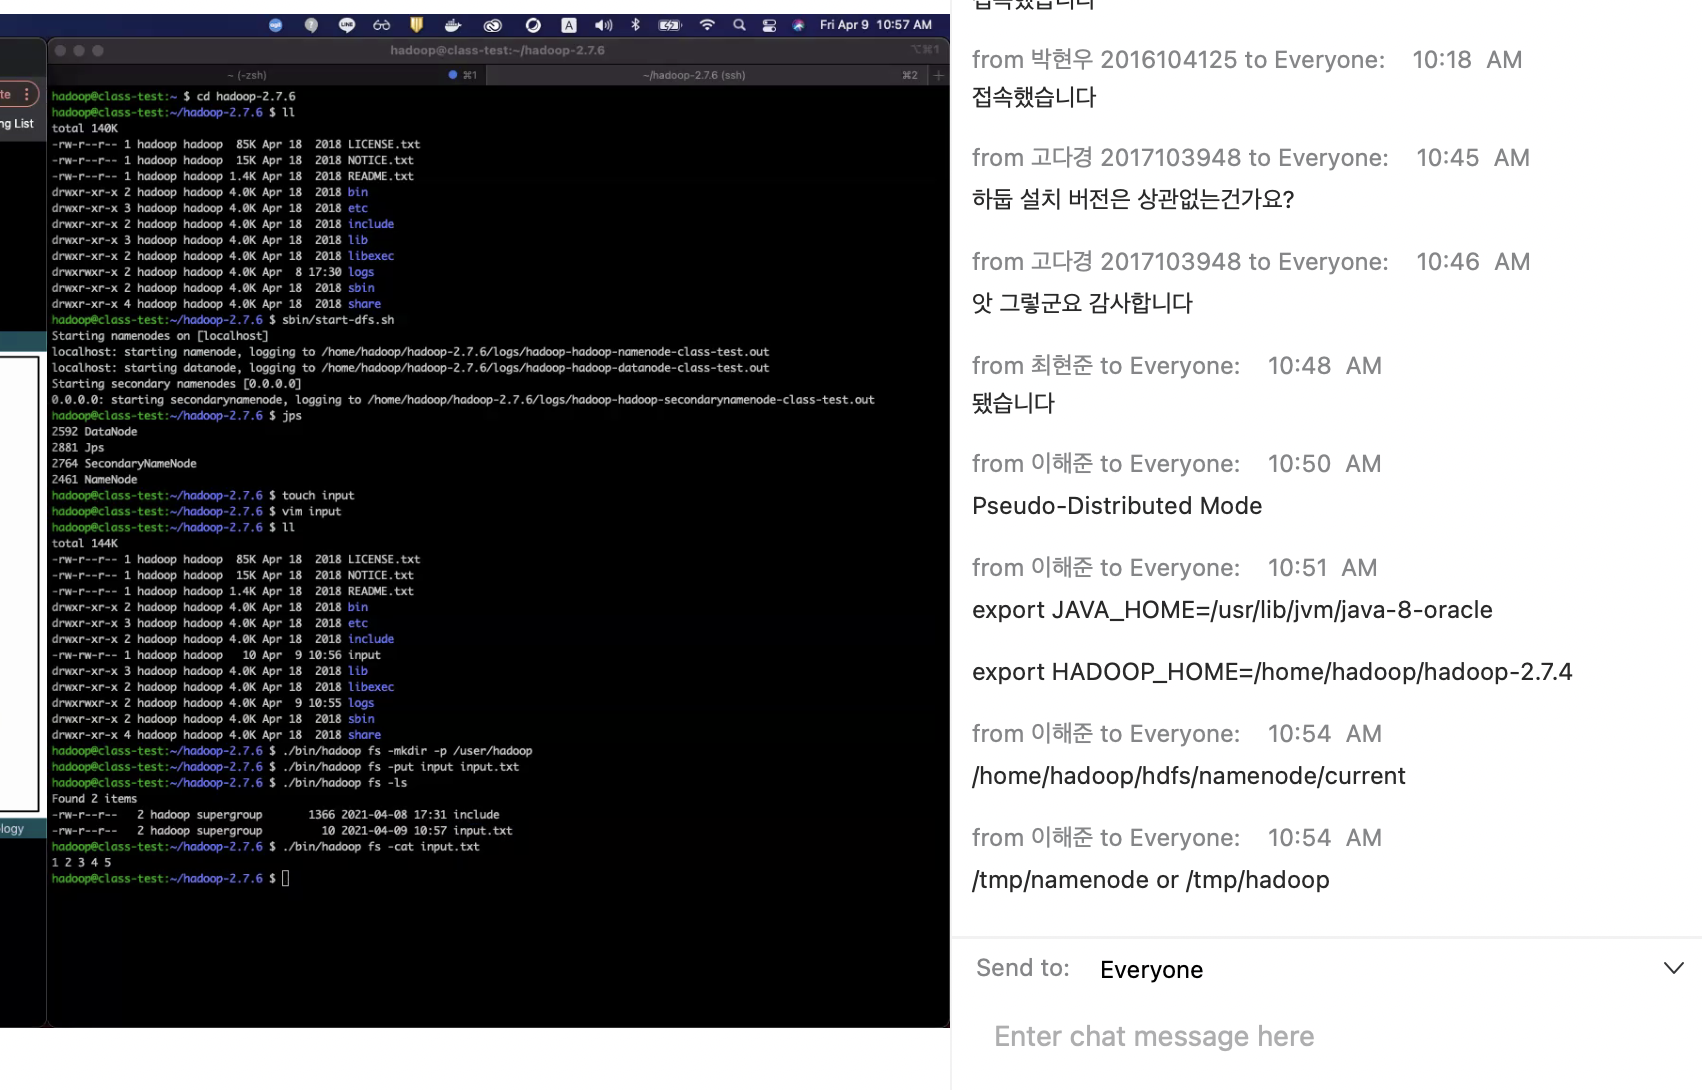 Fri Apr 9 10:57 AM
hadoop@class-test:~/hadoop-2.7.6
⌥⌘1
~ (-zsh)
⌘1
~/hadoop-2.7.6 (ssh)
⌘2
te
ng List
ology
hadoop@class-test:~ $ cd hadoop-2.7.6
hadoop@class-test:~/hadoop-2.7.6 $ ll
total 140K
-rw-r--r-- 1 hadoop hadoop  85K Apr 18  2018 LICENSE.txt
-rw-r--r-- 1 hadoop hadoop  15K Apr 18  2018 NOTICE.txt
-rw-r--r-- 1 hadoop hadoop 1.4K Apr 18  2018 README.txt
drwxr-xr-x 2 hadoop hadoop 4.0K Apr 18  2018 bin
drwxr-xr-x 3 hadoop hadoop 4.0K Apr 18  2018 etc
drwxr-xr-x 2 hadoop hadoop 4.0K Apr 18  2018 include
drwxr-xr-x 3 hadoop hadoop 4.0K Apr 18  2018 lib
drwxr-xr-x 2 hadoop hadoop 4.0K Apr 18  2018 libexec
drwxrwxr-x 2 hadoop hadoop 4.0K Apr  8 17:30 logs
drwxr-xr-x 2 hadoop hadoop 4.0K Apr 18  2018 sbin
drwxr-xr-x 4 hadoop hadoop 4.0K Apr 18  2018 share
hadoop@class-test:~/hadoop-2.7.6 $ sbin/start-dfs.sh
Starting namenodes on [localhost]
localhost: starting namenode, logging to /home/hadoop/hadoop-2.7.6/logs/hadoop-hadoop-namenode-class-test.out
localhost: starting datanode, logging to /home/hadoop/hadoop-2.7.6/logs/hadoop-hadoop-datanode-class-test.out
Starting secondary namenodes [0.0.0.0]
0.0.0.0: starting secondarynamenode, logging to /home/hadoop/hadoop-2.7.6/logs/hadoop-hadoop-secondarynamenode-class-test.out
hadoop@class-test:~/hadoop-2.7.6 $ jps
2592 DataNode
2881 Jps
2764 SecondaryNameNode
2461 NameNode
hadoop@class-test:~/hadoop-2.7.6 $ touch input
hadoop@class-test:~/hadoop-2.7.6 $ vim input
hadoop@class-test:~/hadoop-2.7.6 $ ll
total 144K
-rw-r--r-- 1 hadoop hadoop  85K Apr 18  2018 LICENSE.txt
-rw-r--r-- 1 hadoop hadoop  15K Apr 18  2018 NOTICE.txt
-rw-r--r-- 1 hadoop hadoop 1.4K Apr 18  2018 README.txt
drwxr-xr-x 2 hadoop hadoop 4.0K Apr 18  2018 bin
drwxr-xr-x 3 hadoop hadoop 4.0K Apr 18  2018 etc
drwxr-xr-x 2 hadoop hadoop 4.0K Apr 18  2018 include
-rw-rw-r-- 1 hadoop hadoop   10 Apr  9 10:56 input
drwxr-xr-x 3 hadoop hadoop 4.0K Apr 18  2018 lib
drwxr-xr-x 2 hadoop hadoop 4.0K Apr 18  2018 libexec
drwxrwxr-x 2 hadoop hadoop 4.0K Apr  9 10:55 logs
drwxr-xr-x 2 hadoop hadoop 4.0K Apr 18  2018 sbin
drwxr-xr-x 4 hadoop hadoop 4.0K Apr 18  2018 share
hadoop@class-test:~/hadoop-2.7.6 $ ./bin/hadoop fs -mkdir -p /user/hadoop
hadoop@class-test:~/hadoop-2.7.6 $ ./bin/hadoop fs -put input input.txt
hadoop@class-test:~/hadoop-2.7.6 $ ./bin/hadoop fs -ls
Found 2 items
-rw-r--r--   2 hadoop supergroup       1366 2021-04-08 17:31 include
-rw-r--r--   2 hadoop supergroup         10 2021-04-09 10:57 input.txt
hadoop@class-test:~/hadoop-2.7.6 $ ./bin/hadoop fs -cat input.txt
1 2 3 4 5
hadoop@class-test:~/hadoop-2.7.6 $
접속했습니다
from 박현우 2016104125 to Everyone: 10:18 AM
접속했습니다
from 고다경 2017103948 to Everyone: 10:45 AM
하둡 설치 버전은 상관없는건가요?
from 고다경 2017103948 to Everyone: 10:46 AM
앗 그렇군요 감사합니다
from 최현준 to Everyone: 10:48 AM
됐습니다
from 이해준 to Everyone: 10:50 AM
Pseudo-Distributed Mode
from 이해준 to Everyone: 10:51 AM
export JAVA_HOME=/usr/lib/jvm/java-8-oracle
export HADOOP_HOME=/home/hadoop/hadoop-2.7.4
from 이해준 to Everyone: 10:54 AM
/home/hadoop/hdfs/namenode/current
from 이해준 to Everyone: 10:54 AM
/tmp/namenode or /tmp/hadoop
Send to: Everyone
Enter chat message here